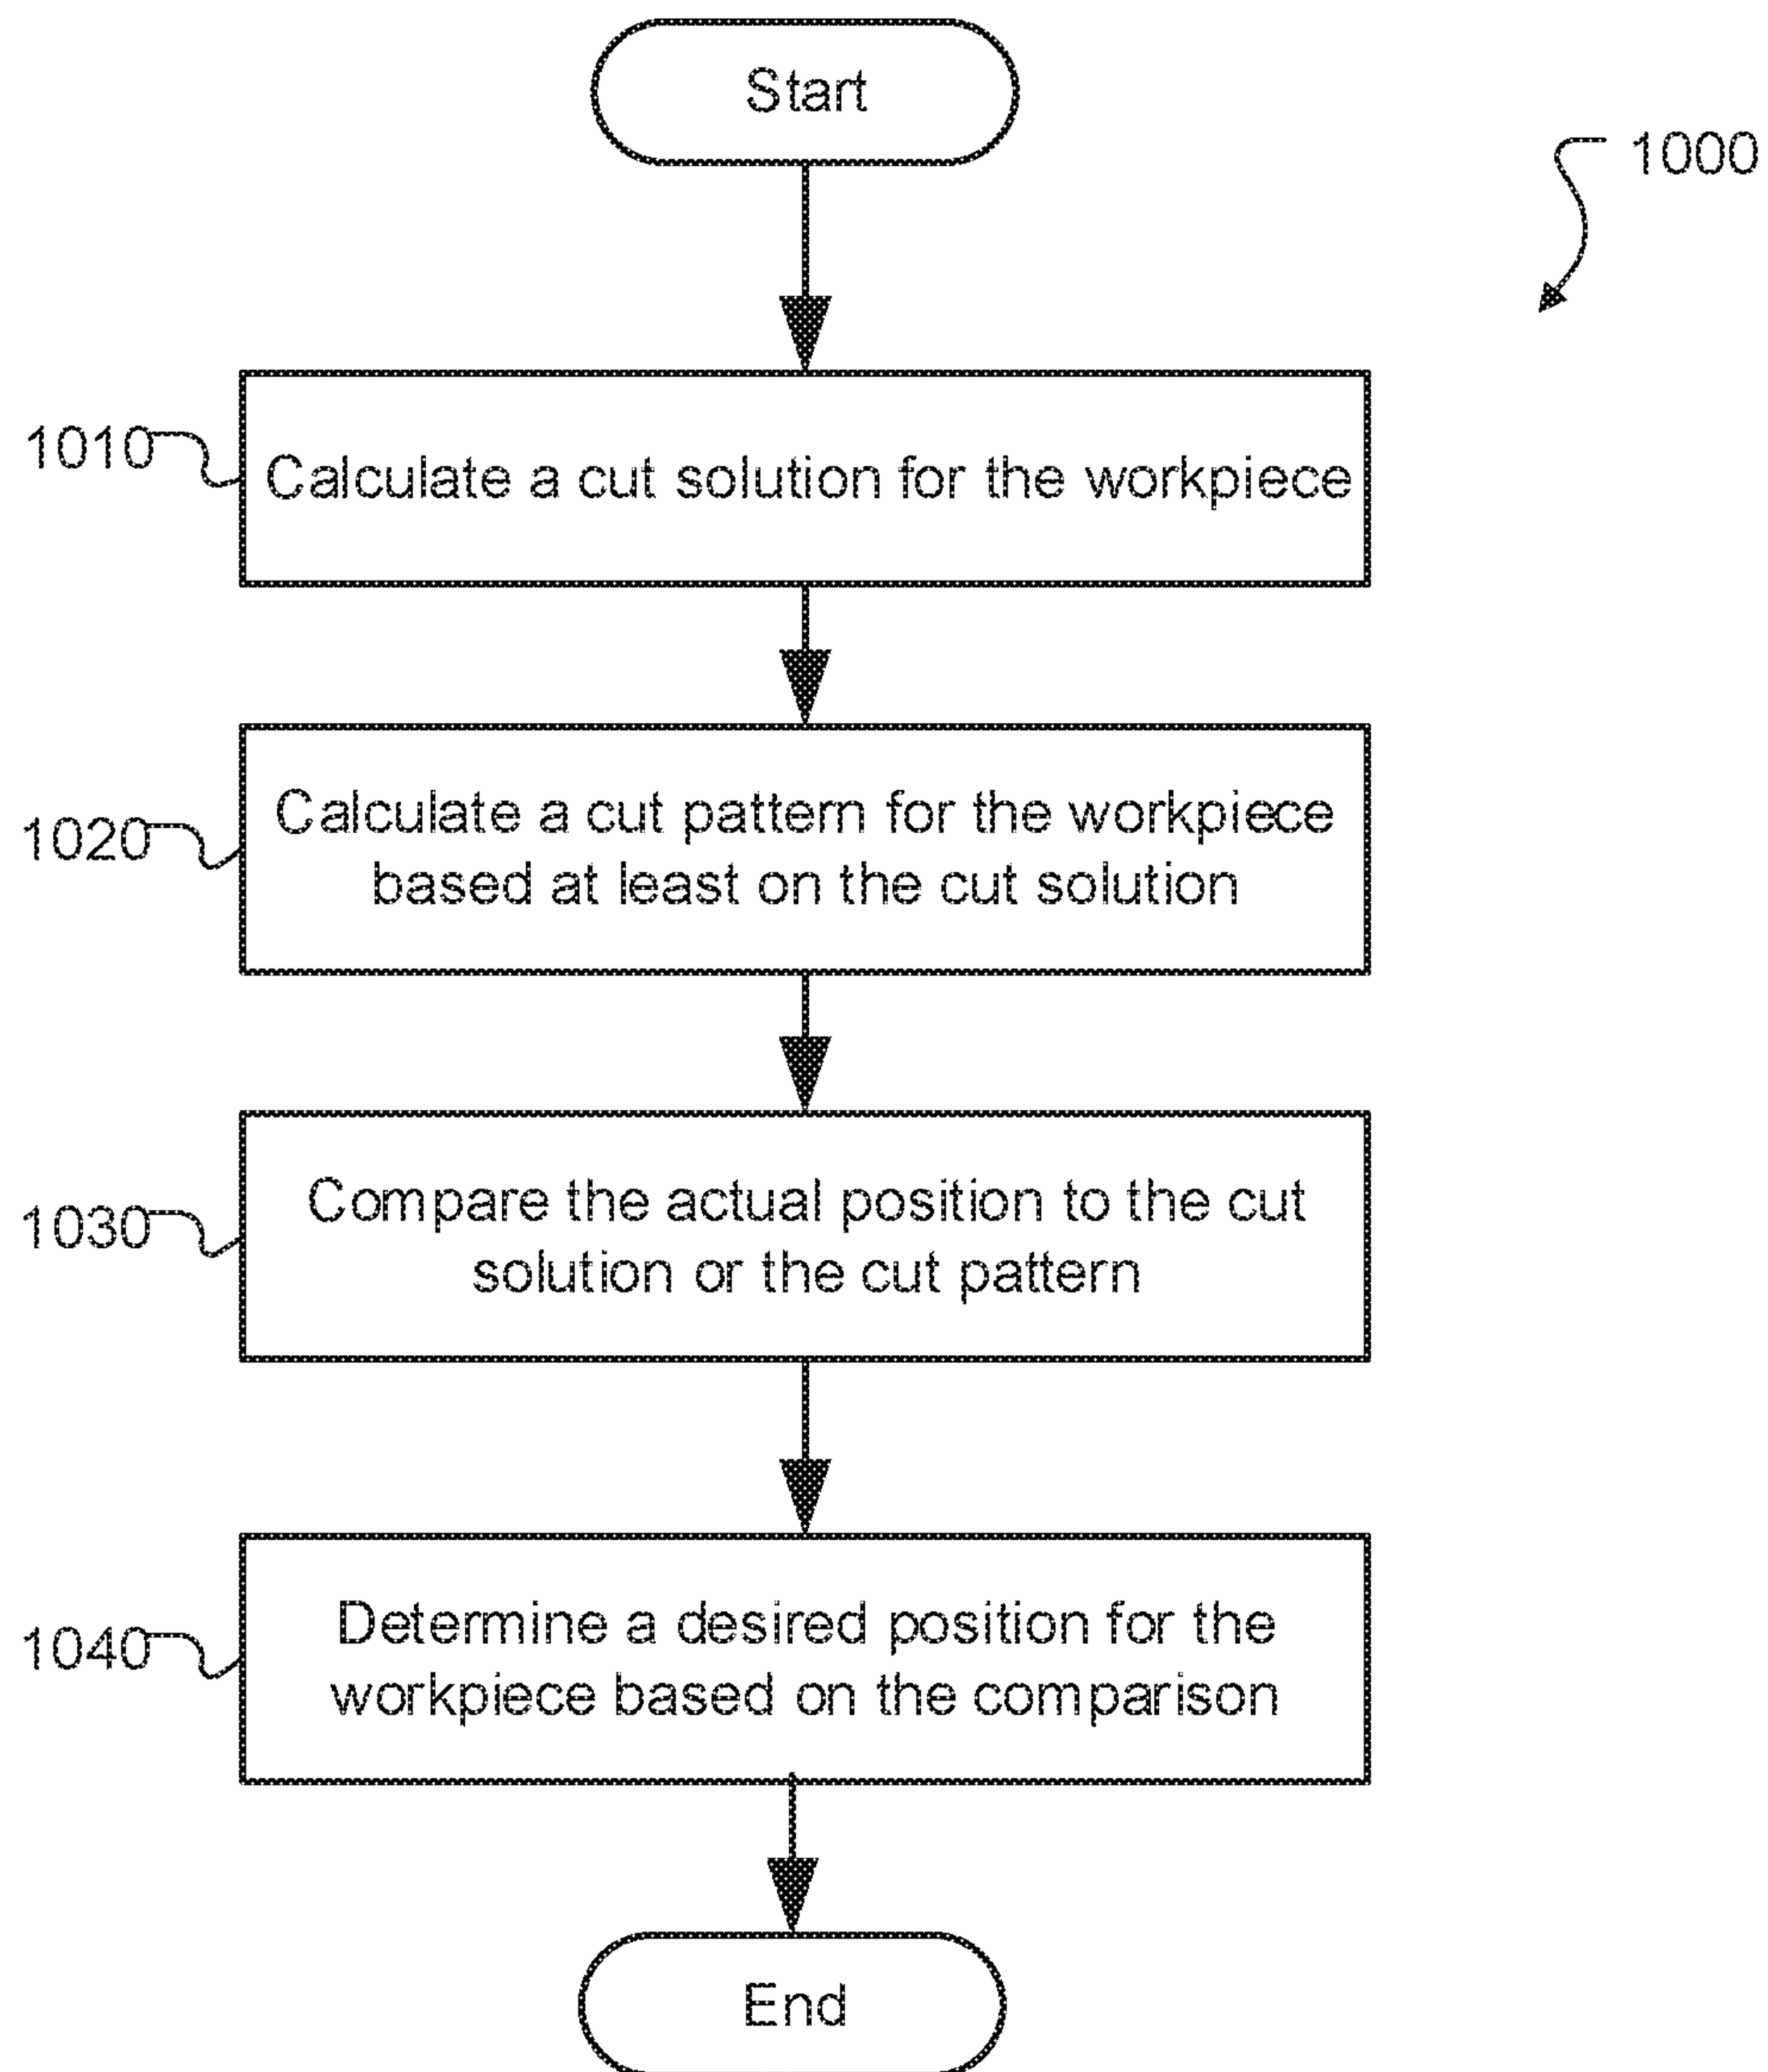 Start
1000
1010
Calculate a cut solution for the workpiece
1020
Calculate a cut pattern for the workpiece
based at least on the cut solution
1030
Compare the actual position to the cut
solution or the cut pattern
1040
Determine a desired position for the
workpiece based on the comparison
End